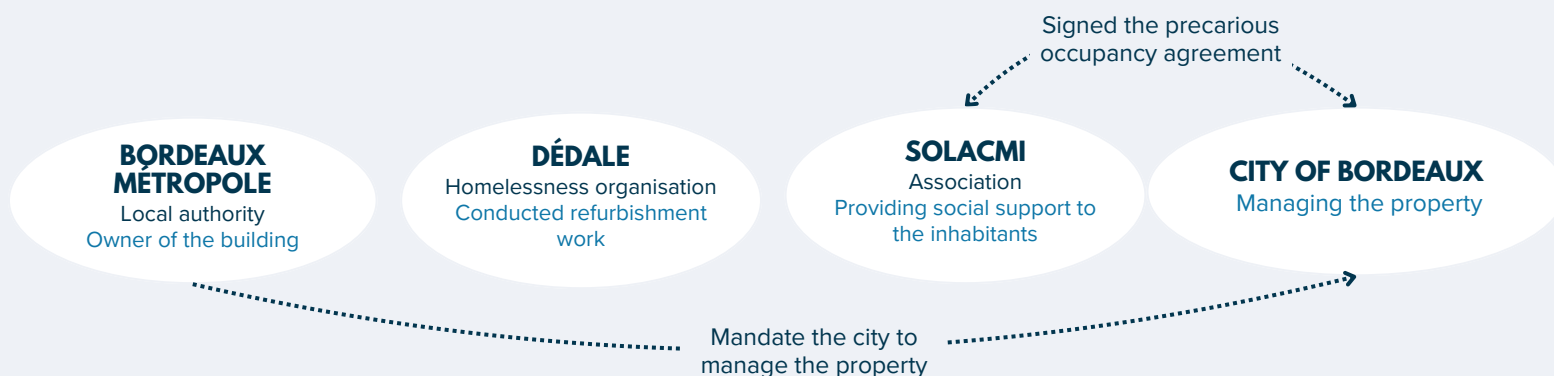 Signed the precarious
occupancy agreement
BORDEAUX
MÉTROPOLE
Local authority
Owner of the building
DÉDALE
Homelessness organisation
Conducted refurbishment
work
SOLACMI
Association
Providing social support to
the inhabitants
CITY OF BORDEAUX
Managing the property
Mandate the city to
manage the property